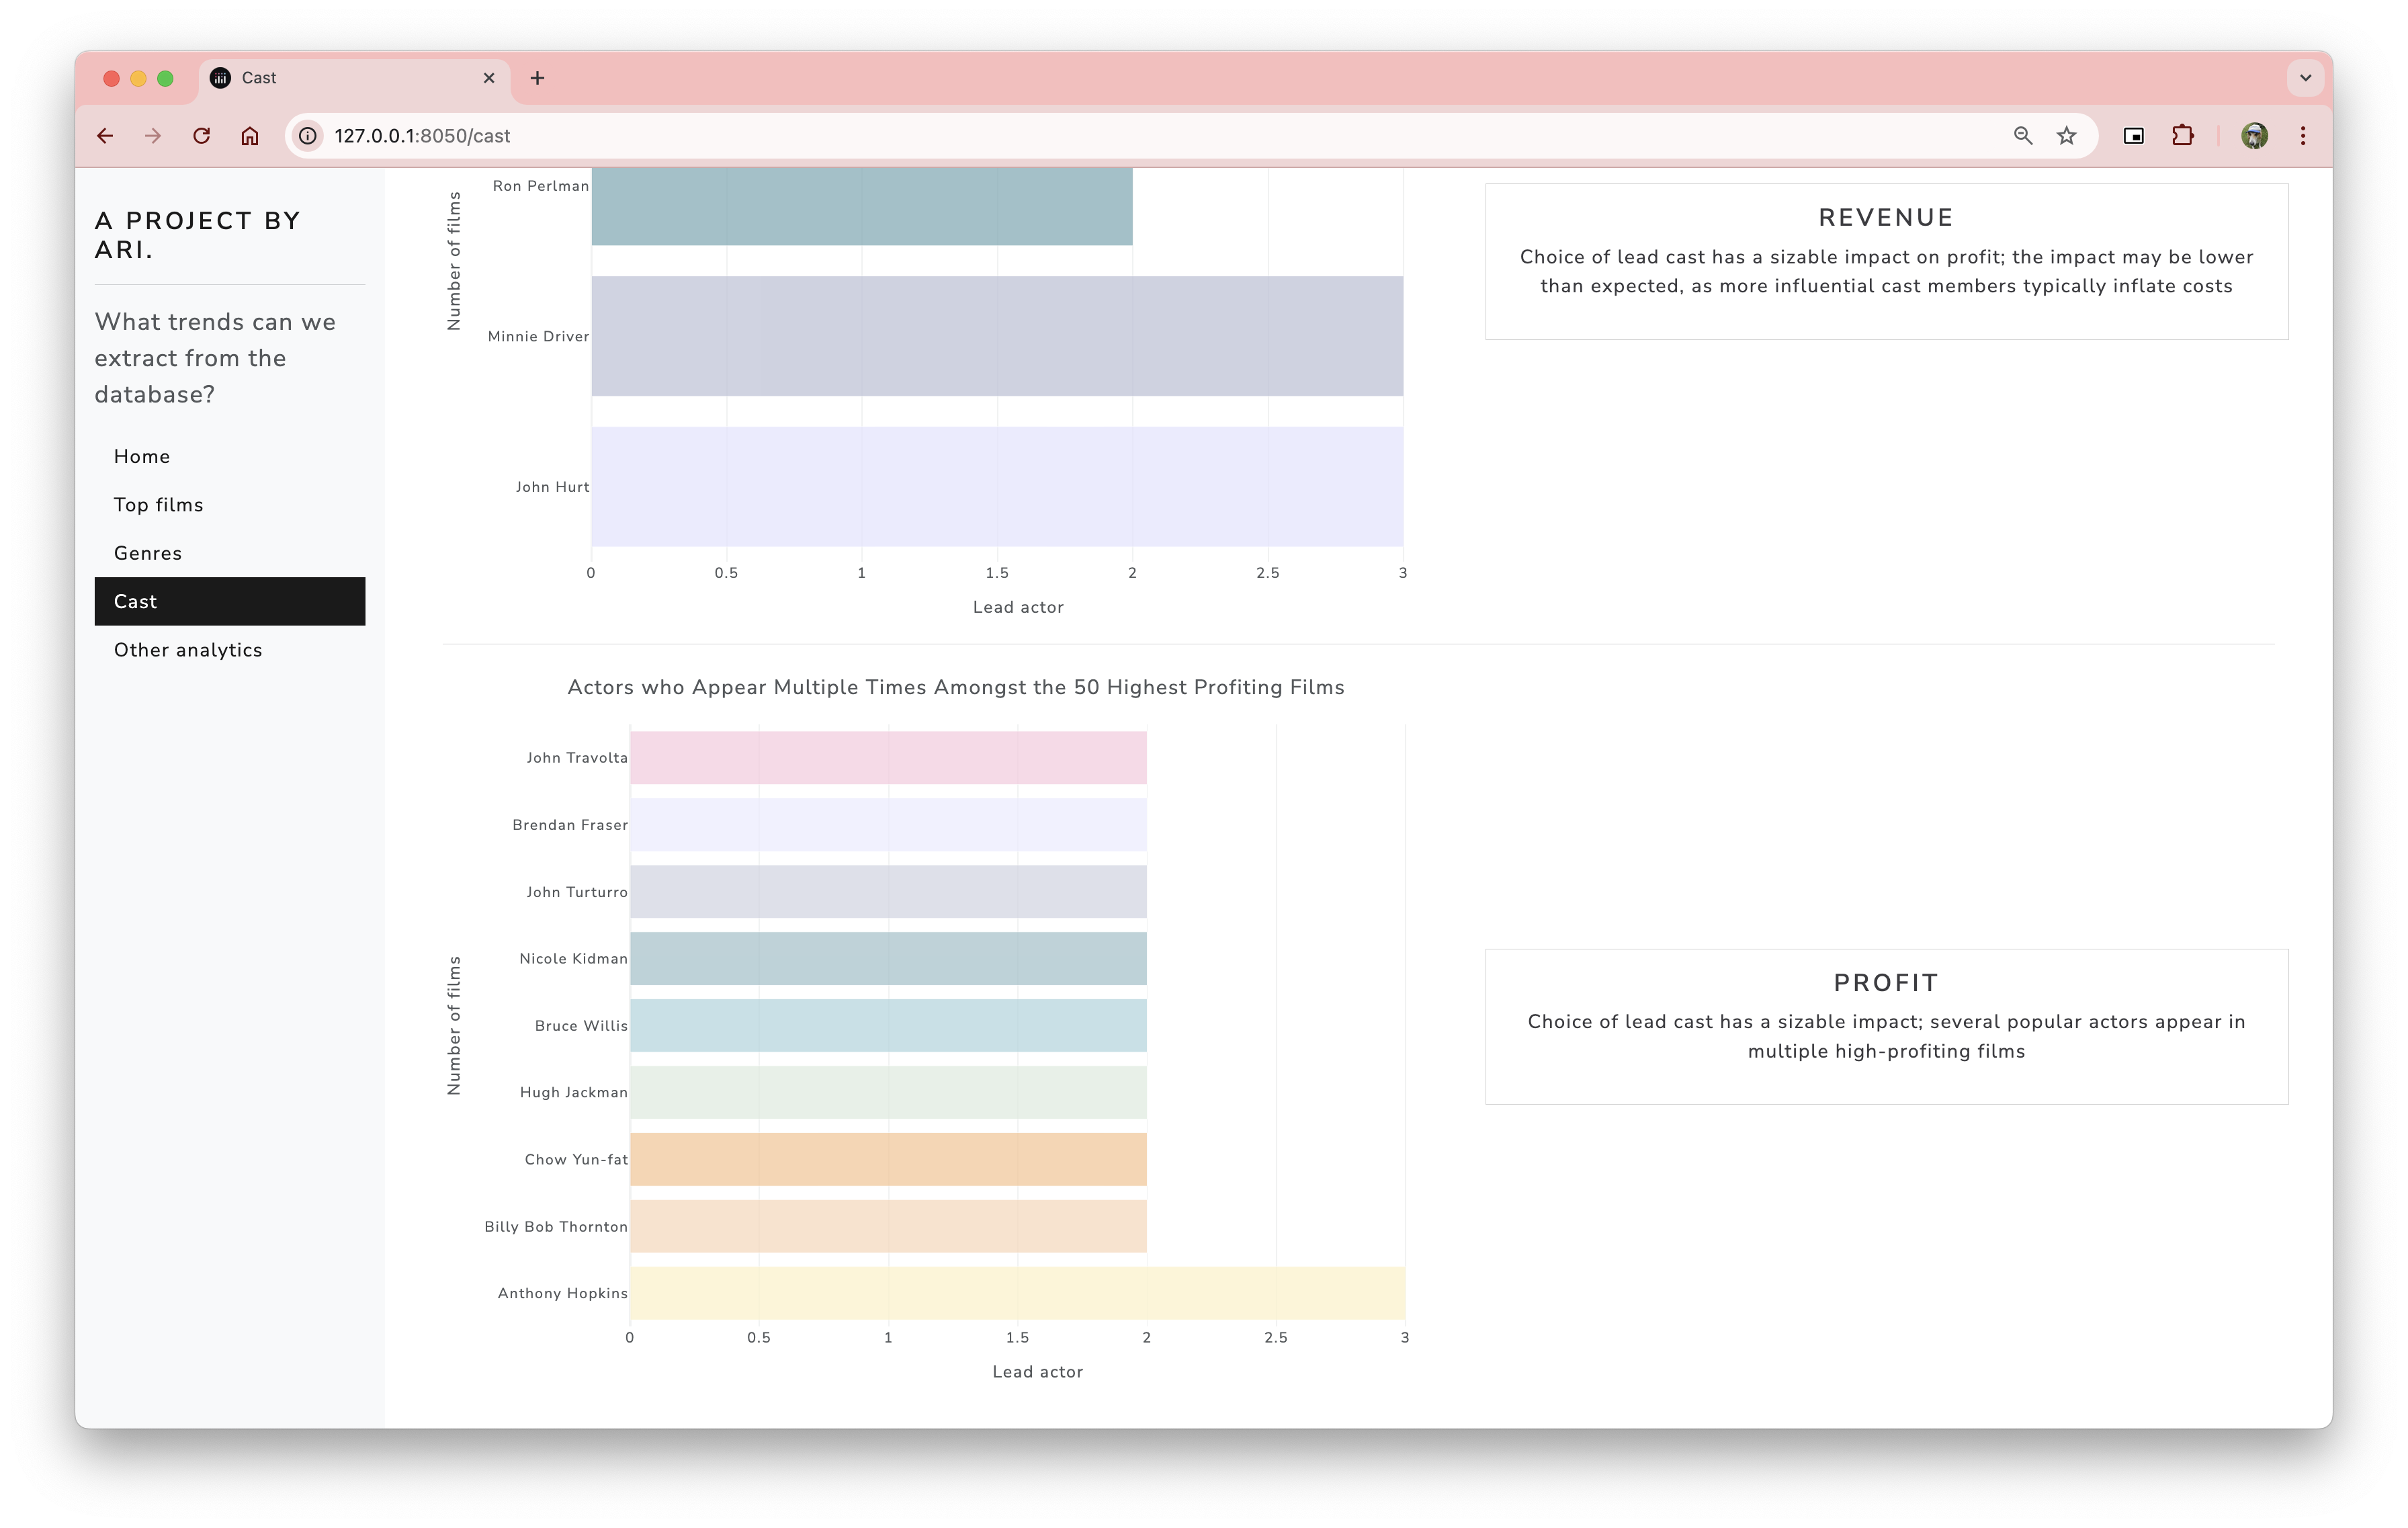 Cast
127.0.0.1:8050/cast
A PROJECT BY
ARI.
What trends can we
extract from the
database?
Home
Top films
Genres
Cast
Other analytics
Number of films
Ron Perlman
Minnie Driver
John Hurt
0 0.5 1 1.5 2 2.5 3
Lead actor
REVENUE
Choice of lead cast has a sizable impact on profit; the impact may be lower
than expected, as more influential cast members typically inflate costs
Actors who Appear Multiple Times Amongst the 50 Highest Profiting Films
Number of films
John Travolta
Brendan Fraser
John Turturro
Nicole Kidman
Bruce Willis
Hugh Jackman
Chow Yun-fat
Billy Bob Thornton
Anthony Hopkins
0 0.5 1 1.5 2 2.5 3
Lead actor
PROFIT
Choice of lead cast has a sizable impact; several popular actors appear in
multiple high-profiting films